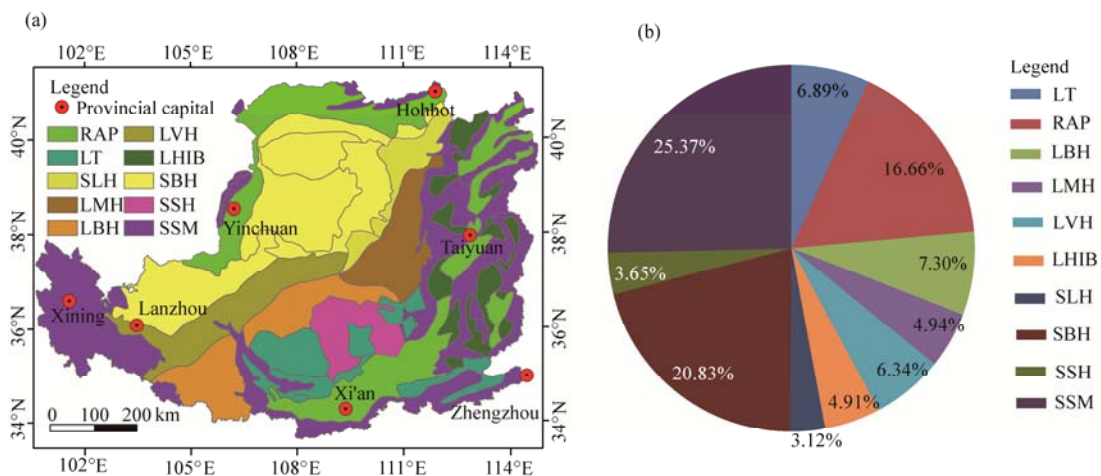 (a)
102°E 105°E 108°E 111°E 114°E
Legend
Provincial capital
RAP LVH
LT LHIB
SLH SBH
LMH SSH
LBH SSM
40°N
38°N
36°N
34°N
40°N
38°N
36°N
34°N
Hohhot
Yinchuan
Taiyuan
Lanzhou
Xining
Xi'an
Zhengzhou
0 100 200 km
102°E 105°E 108°E 111°E 114°E
(b)
6.89%
16.66%
7.30%
4.94%
6.34%
4.91%
3.12%
20.83%
3.65%
25.37%
Legend
LT
RAP
LBH
LMH
LVH
LHIB
SLH
SBH
SSH
SSM